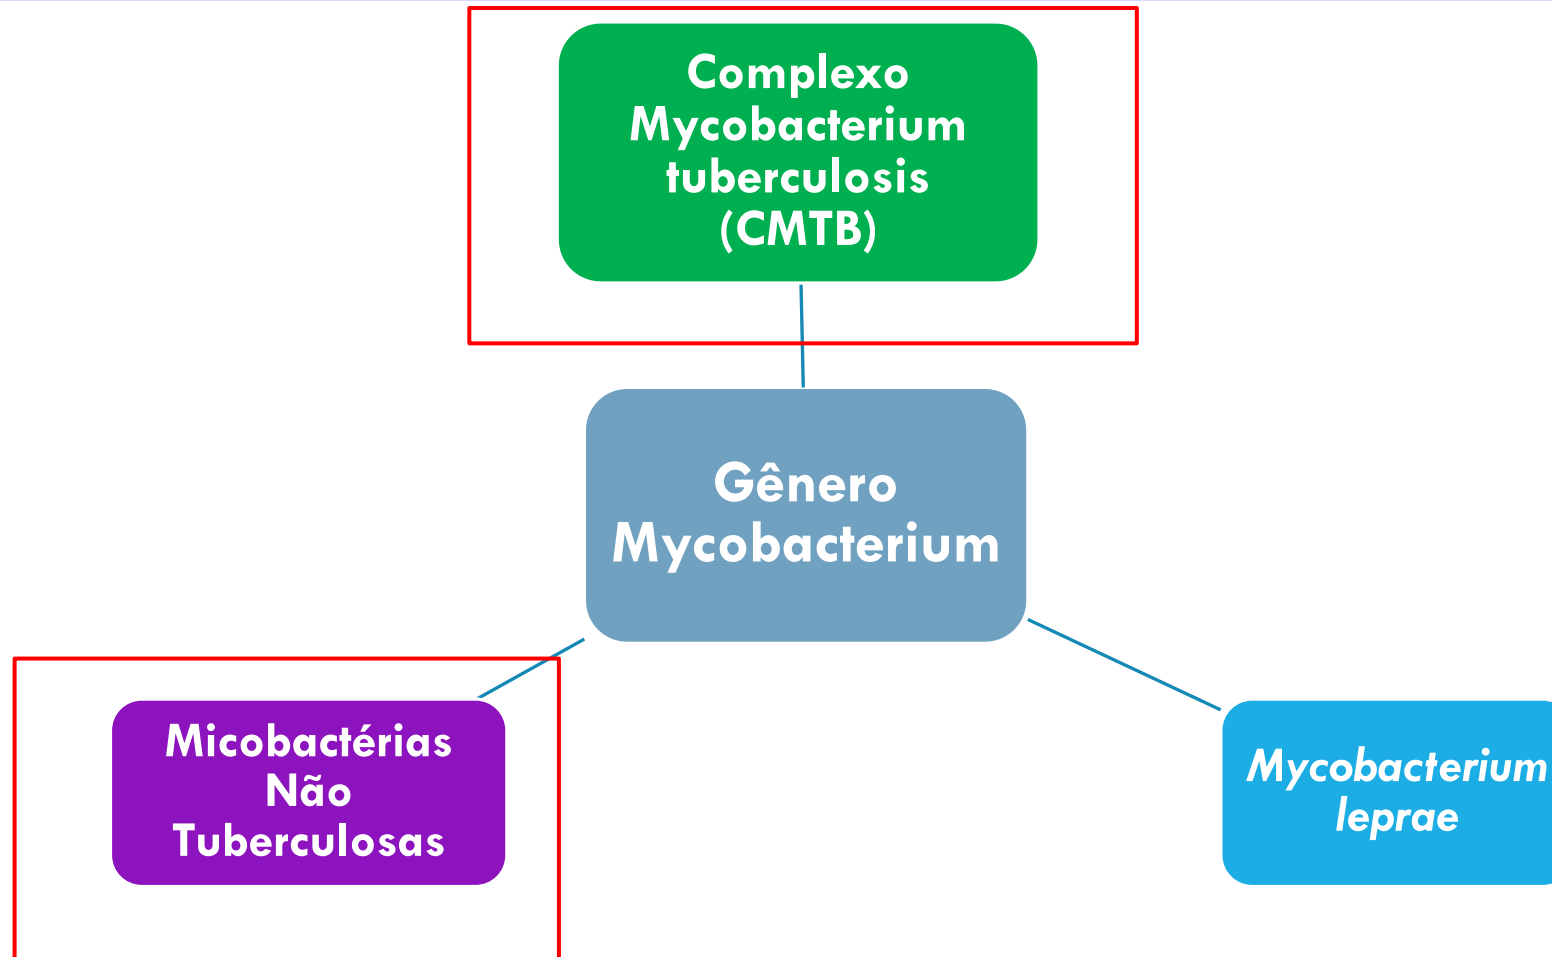 Complexo
Mycobacterium
tuberculosis
(CMTB)
Gênero
Mycobacterium
Micobactérias
Não
Tuberculosas
Mycobacterium
leprae